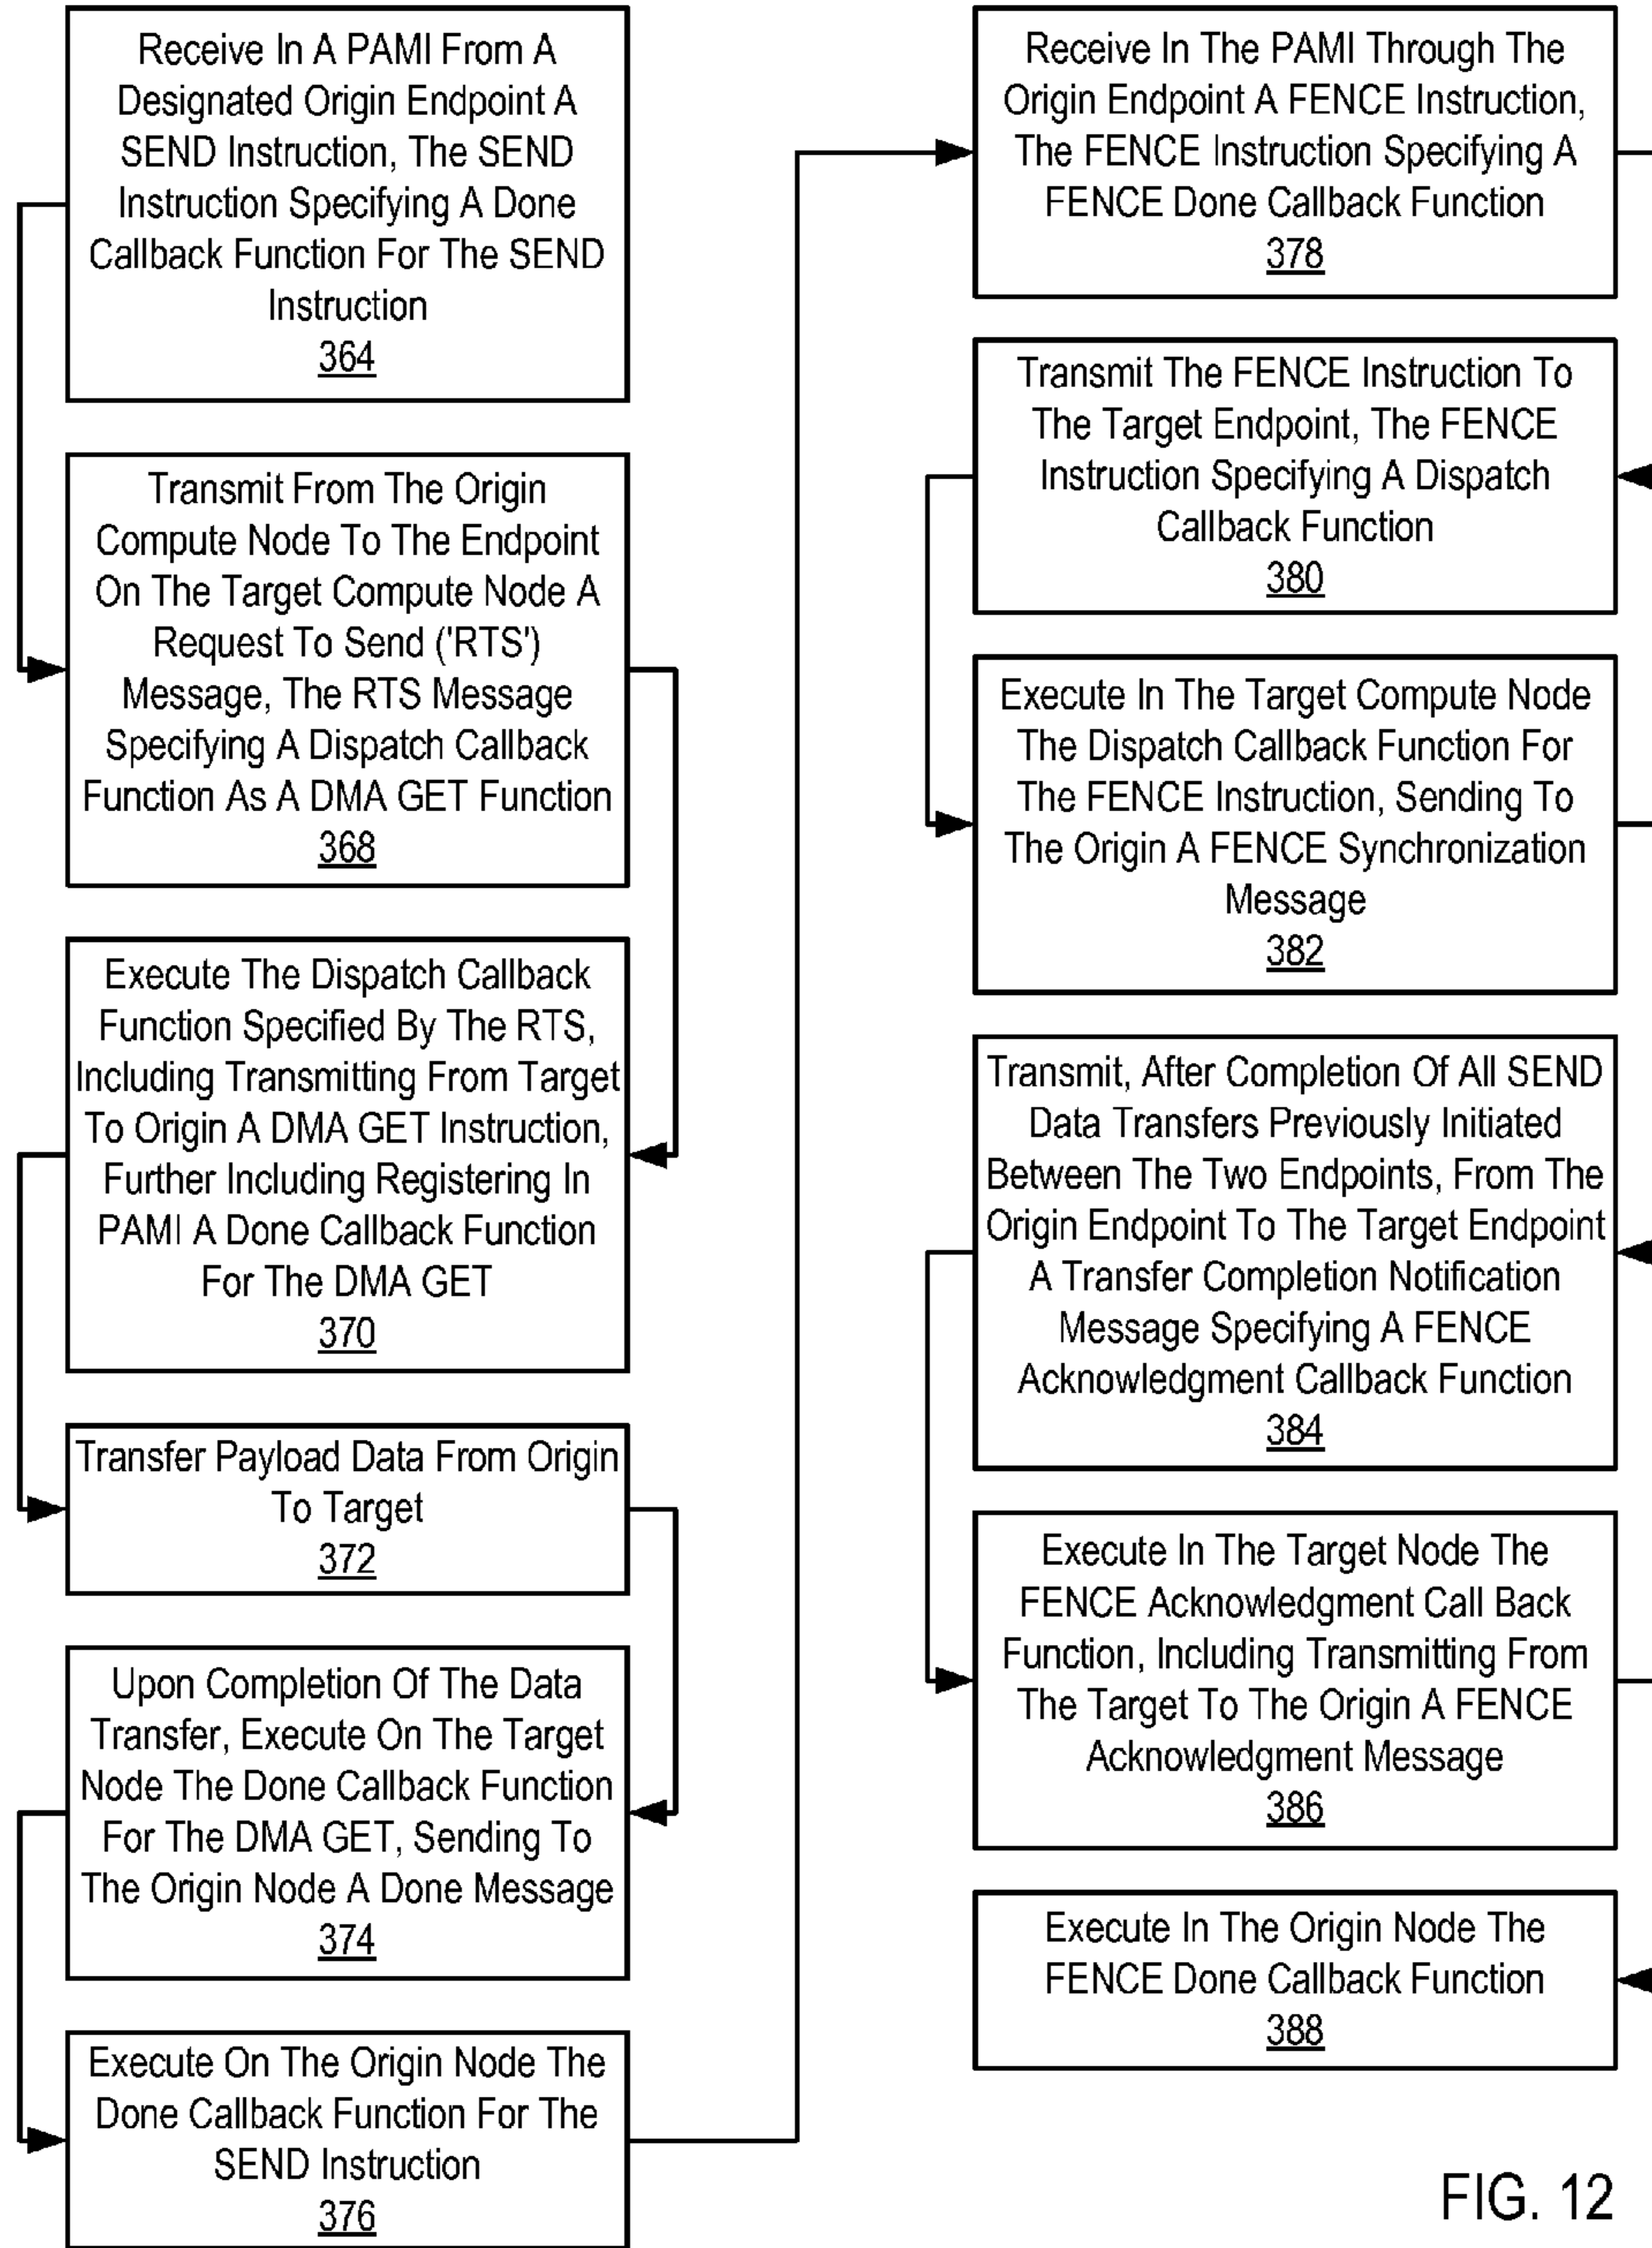 Receive In A PAMI From A
Designated Origin Endpoint A
SEND Instruction, The SEND
Instruction Specifying A Done
Callback Function For The SEND
Instruction
364
Transmit From The Origin
Compute Node To The Endpoint
On The Target Compute Node A
Request To Send ('RTS')
Message, The RTS Message
Specifying A Dispatch Callback
Function As A DMA GET Function
368
Execute The Dispatch Callback
Function Specified By The RTS,
Including Transmitting From Target
To Origin A DMA GET Instruction,
Further Including Registering In
PAMI A Done Callback Function
For The DMA GET
370
Transfer Payload Data From Origin
To Target
372
Upon Completion Of The Data
Transfer, Execute On The Target
Node The Done Callback Function
For The DMA GET, Sending To
The Origin Node A Done Message
374
Execute On The Origin Node The
Done Callback Function For The
SEND Instruction
376
Receive In The PAMI Through The
Origin Endpoint A FENCE Instruction,
The FENCE Instruction Specifying A
FENCE Done Callback Function
378
Transmit The FENCE Instruction To
The Target Endpoint, The FENCE
Instruction Specifying A Dispatch
Callback Function
380
Execute In The Target Compute Node
The Dispatch Callback Function For
The FENCE Instruction, Sending To
The Origin A FENCE Synchronization
Message
382
Transmit, After Completion Of All SEND
Data Transfers Previously Initiated
Between The Two Endpoints, From The
Origin Endpoint To The Target Endpoint
A Transfer Completion Notification
Message Specifying A FENCE
Acknowledgment Callback Function
384
Execute In The Target Node The
FENCE Acknowledgment Call Back
Function, Including Transmitting From
The Target To The Origin A FENCE
Acknowledgment Message
386
Execute In The Origin Node The
FENCE Done Callback Function
388
FIG. 12